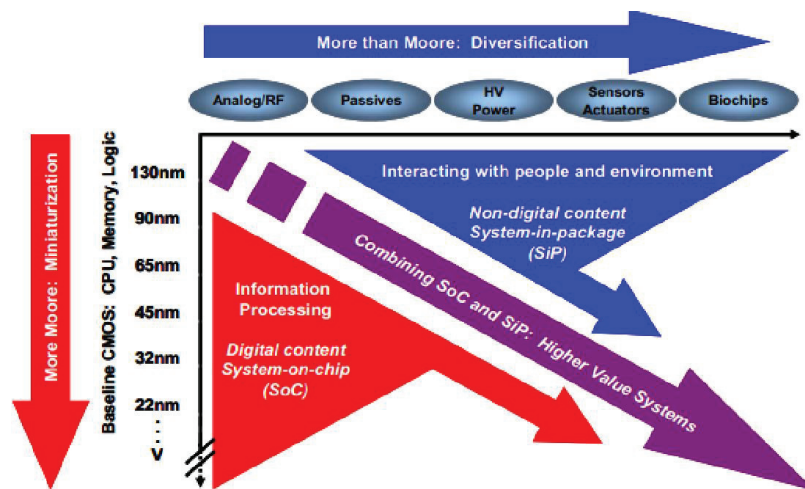 More than Moore: Diversification
Analog/RF
Passives
HV
Power
Sensors
Actuators
Biochips
More Moore: Miniaturization
Baseline CMOS: CPU, Memory, Logic
130nm
90nm
65nm
45nm
32nm
22nm
V
Interacting with people and environment
Non-digital content
System-in-package
(SiP)
Combining SoC and SiP: Higher Value Systems
Information
Processing
Digital content
System-on-chip
(SoC)